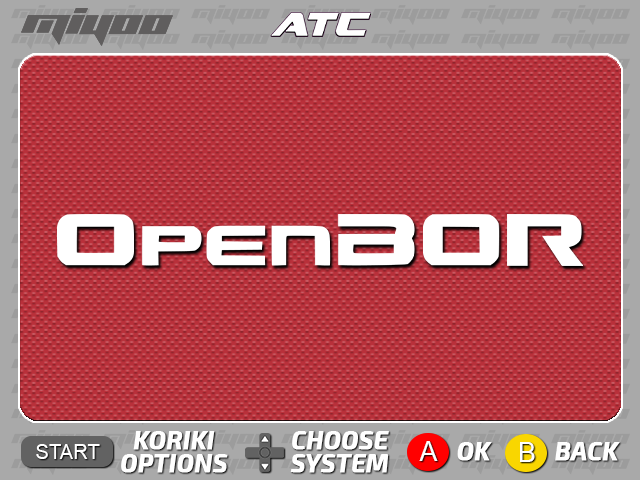 miyoo
ATC
OpenBOR
START
KORIKI
OPTIONS
CHOOSE
SYSTEM
A
OK
B
BACK